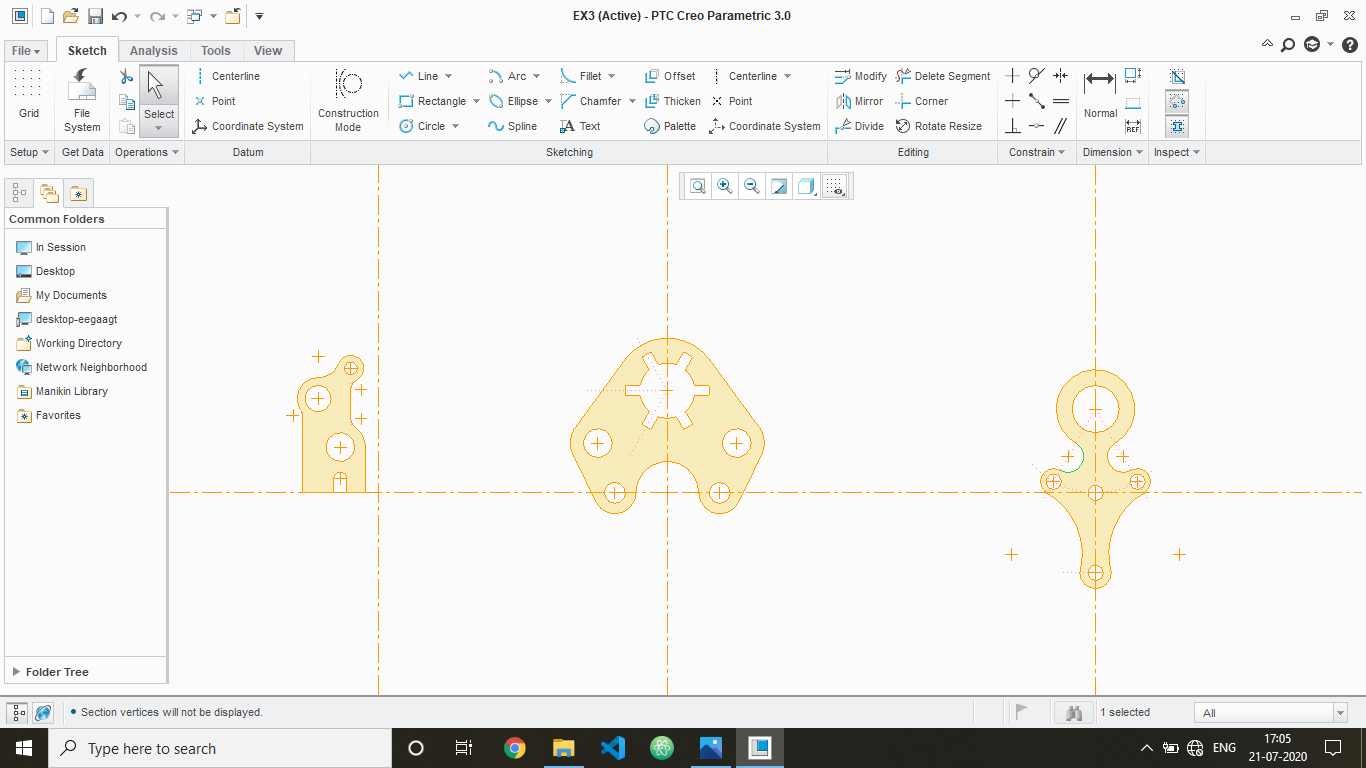 EX3 (Active) - PTC Creo Parametric 3.0
File
Sketch
Analysis
Tools
View
Grid
File System
Select
Centerline
Point
Coordinate System
Construction Mode
Line
Arc
Fillet
Offset
Centerline
Rectangle
Ellipse
Chamfer
Thicken
Point
Circle
Spline
Text
Palette
Coordinate System
Modify
Delete Segment
Mirror
Corner
Divide
Rotate Resize
Normal
REF
Setup
Get Data
Operations
Datum
Sketching
Editing
Constrain
Dimension
Inspect
Common Folders
In Session
Desktop
My Documents
desktop-eegaagt
Working Directory
Network Neighborhood
Manikin Library
Favorites
Folder Tree
Section vertices will not be displayed.
1 selected
All
Type here to search
ENG
17:05
21-07-2020